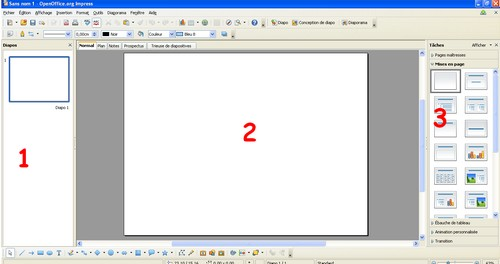 Sans nom 1 - OpenOffice.org Impress
Fichier Édition Affichage Insertion Format Outils Diaporama Fenêtre Aide
Diapo Conception de diapo Diaporama
0,00cm Noir Couleur Bleu 8
Diapos
Normal Plan Notes Prospectus Trieuse de diapositives
Tâches Afficher
Pages maîtresses
Mises en page
1
Diapo 1
1
2
3
Ébauche de tableau
Animation personnalisée
Transition
Diapo 1 / 1
Standard